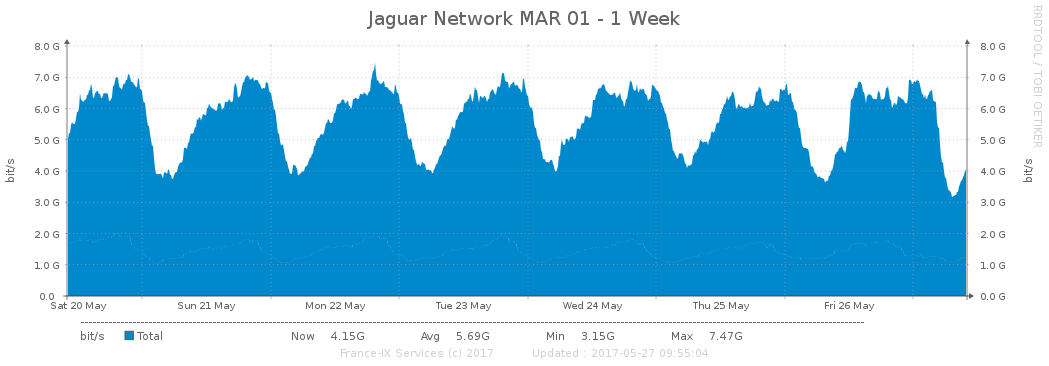 Jaguar Network MAR 01 - 1 Week
RRDTOOL / TOBI OETIKER
bit/s
bit/s
8.0 G 8.0 G
7.0 G 7.0 G
6.0 G 6.0 G
5.0 G 5.0 G
4.0 G 4.0 G
3.0 G 3.0 G
2.0 G 2.0 G
1.0 G 1.0 G
0.0 0.0 G
Sat 20 May Sun 21 May Mon 22 May Tue 23 May Wed 24 May Thu 25 May Fri 26 May
bit/s Total Now 4.15G Avg 5.69G Min 3.15G Max 7.47G
France-IX Services (c) 2017 Updated : 2017-05-27 09:55:04